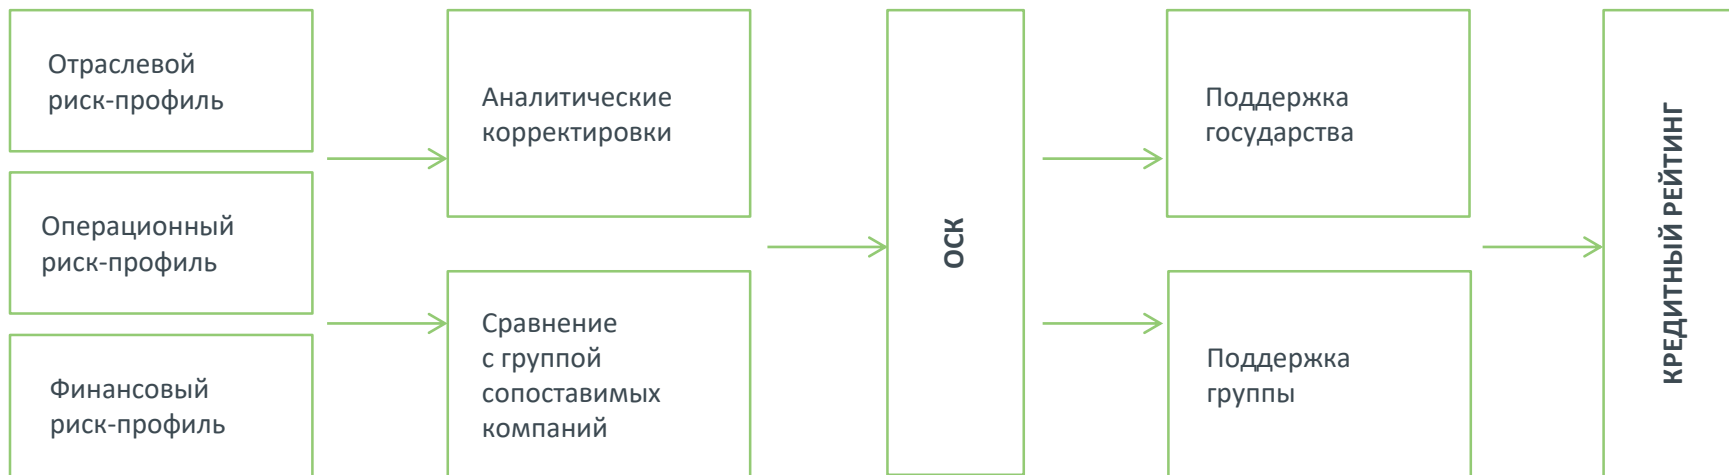 Отраслевой
риск-профиль
Операционный
риск-профиль
Финансовый
риск-профиль
Аналитические
корректировки
Сравнение
с группой
сопоставимых
компаний
ОСК
Поддержка
государства
Поддержка
группы
КРЕДИТНЫЙ РЕЙТИНГ